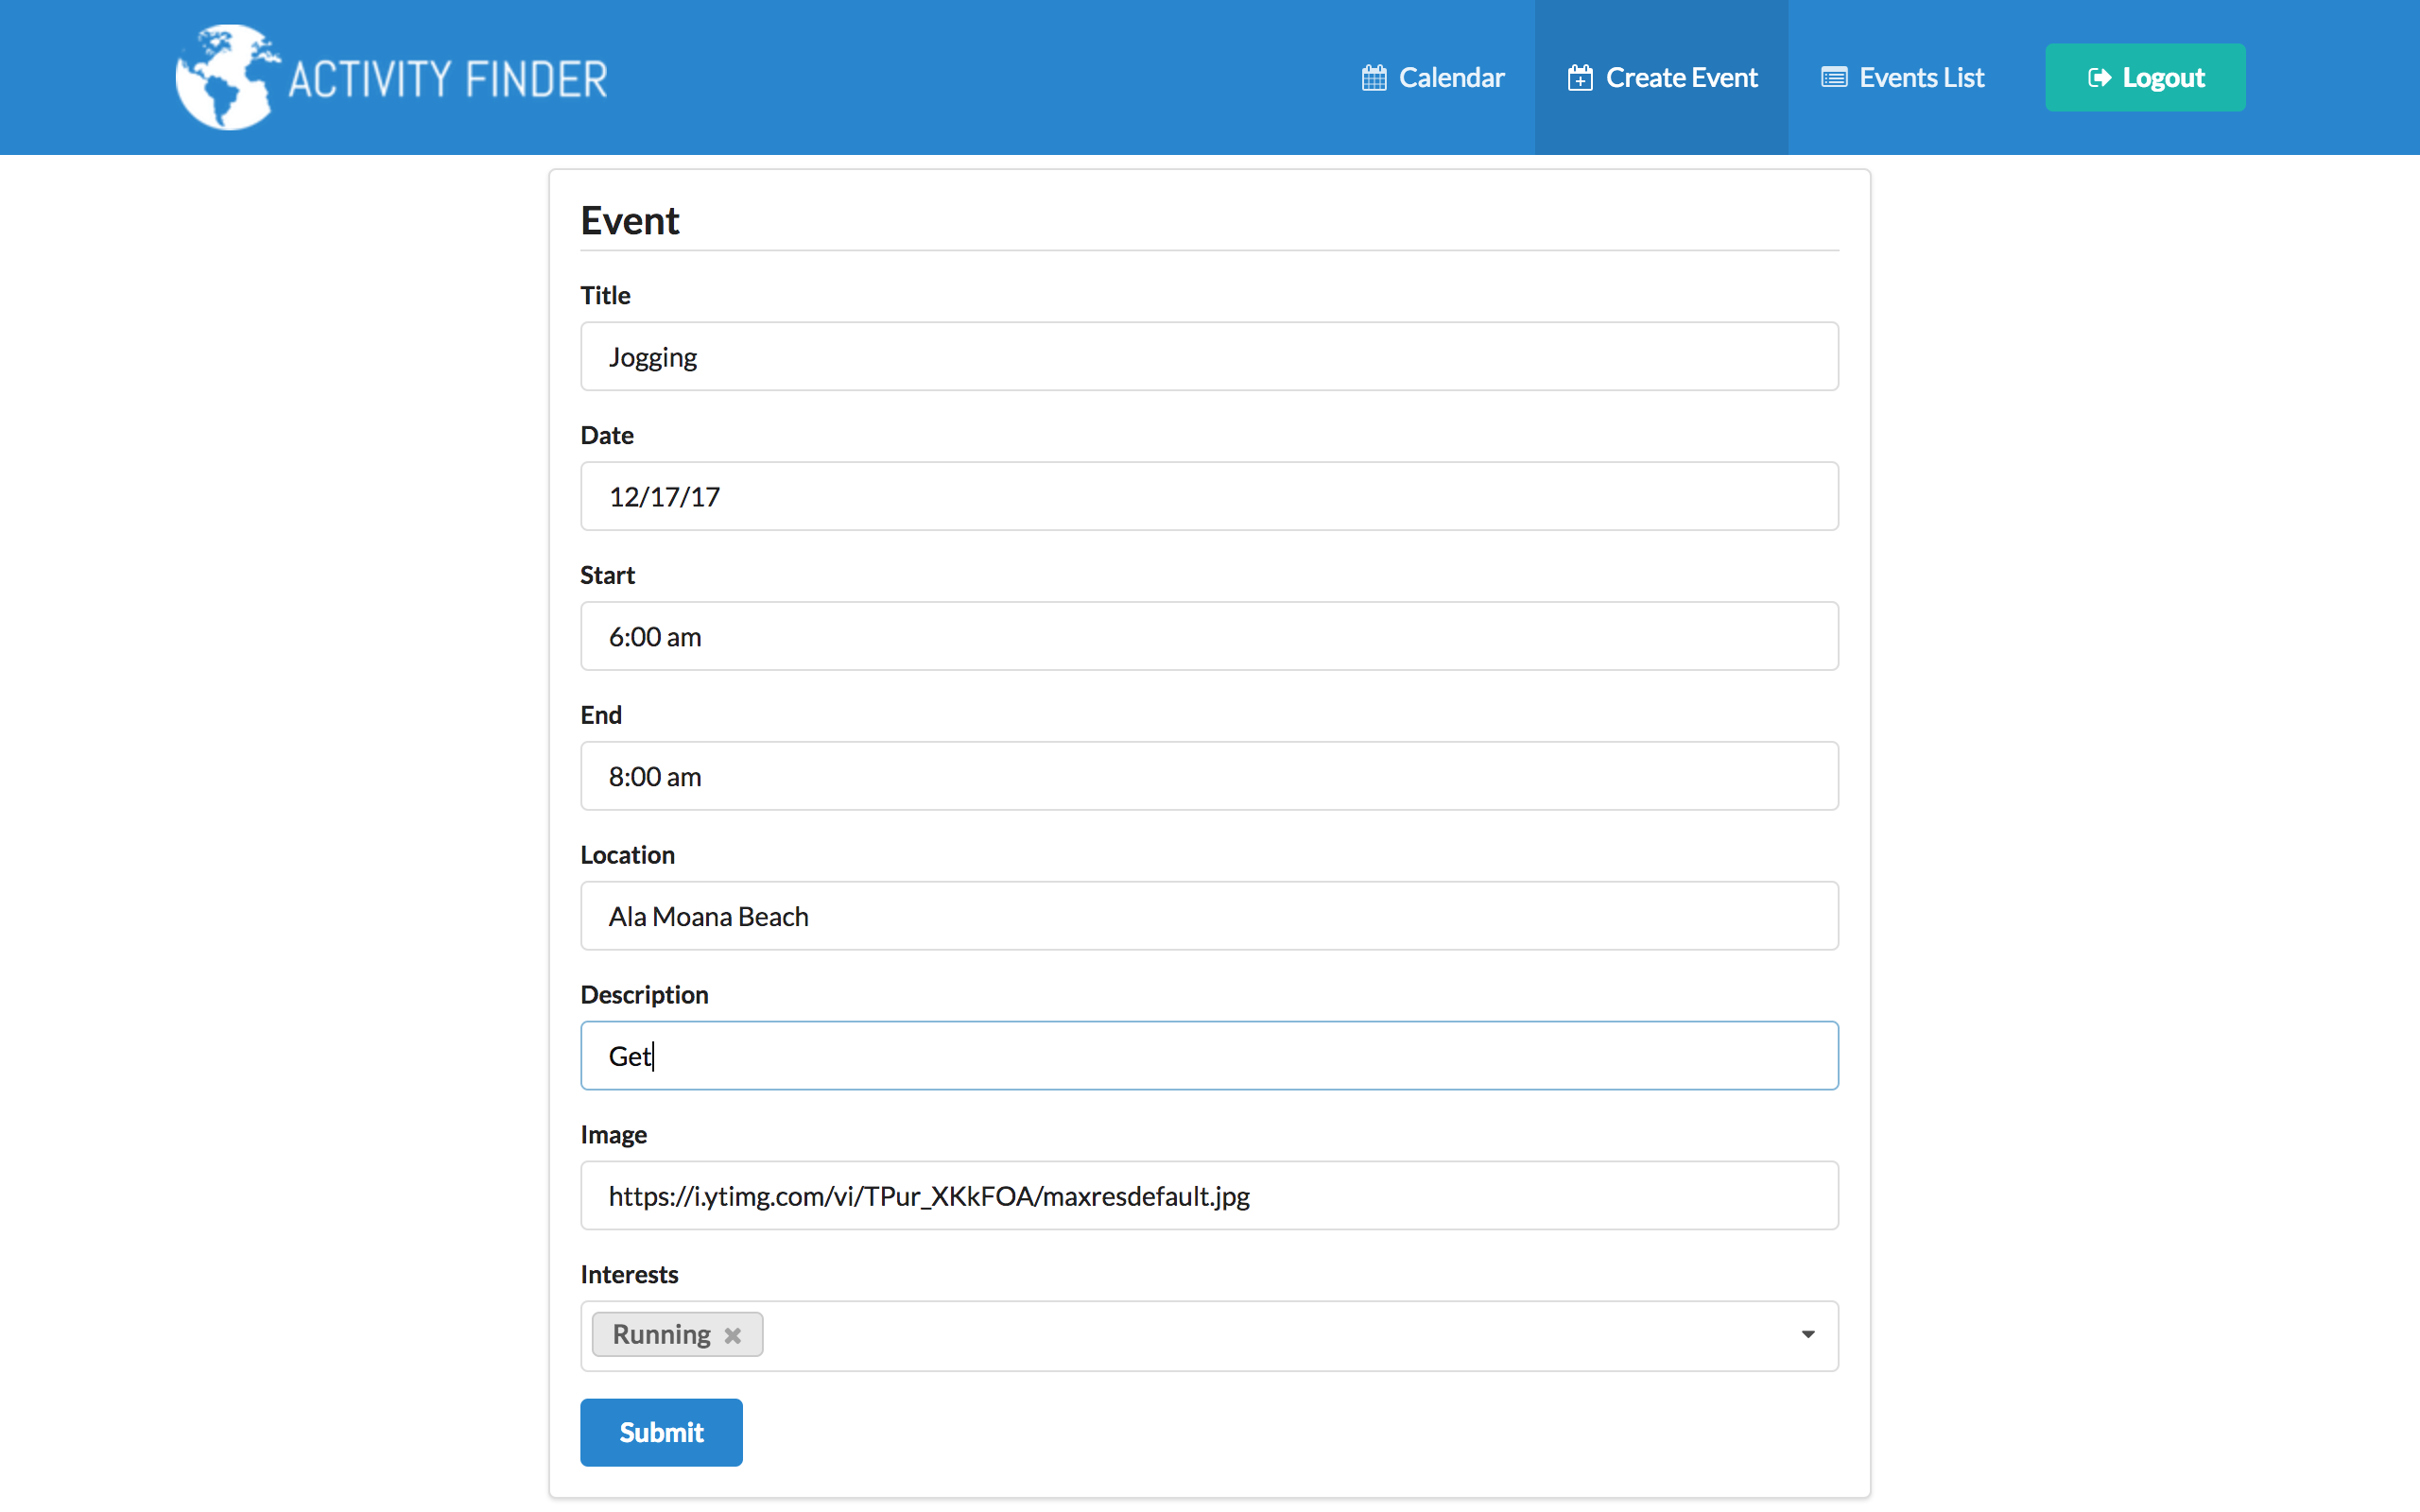 ACTIVITY FINDER
Calendar
Create Event
Events List
Logout
Event
Title
Jogging
Date
12/17/17
Start
6:00 am
End
8:00 am
Location
Ala Moana Beach
Description
Get
Image
https://i.ytimg.com/vi/TPur_XKkFOA/maxresdefault.jpg
Interests
Running
Submit